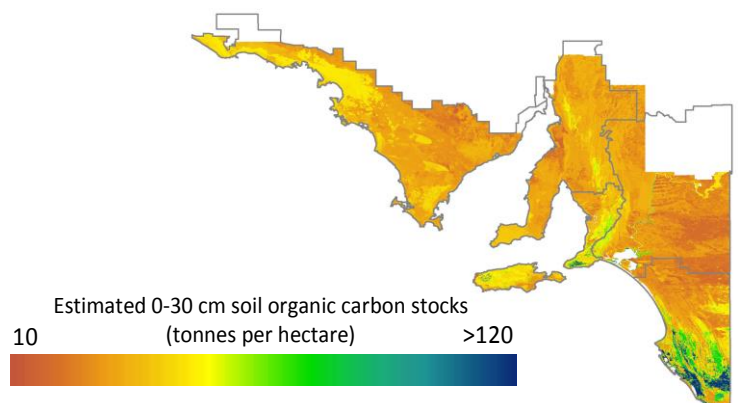 Estimated 0-30 cm soil organic carbon stocks
10 (tonnes per hectare) >120